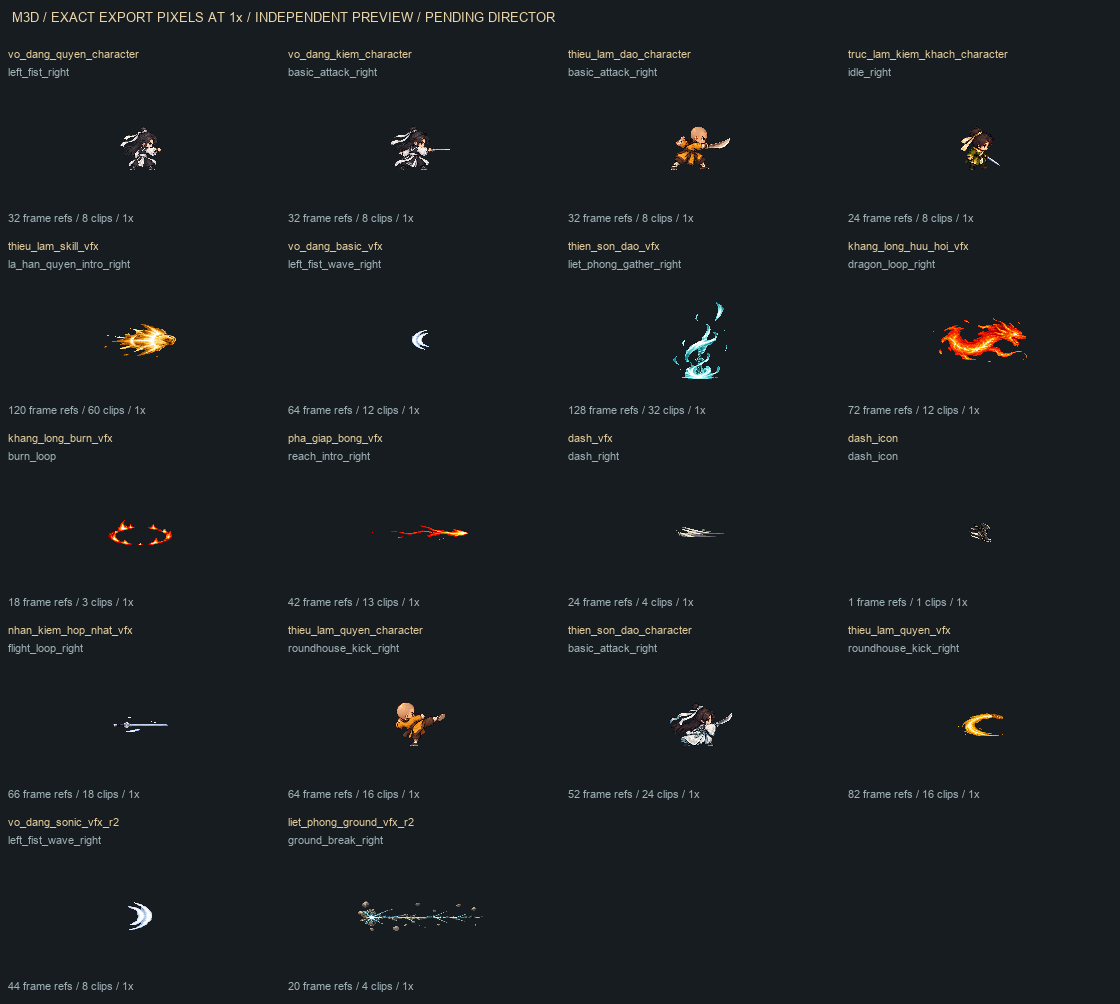 M3D / EXACT EXPORT PIXELS AT 1x / INDEPENDENT PREVIEW / PENDING DIRECTOR
vo_dang_quyen_character
left_fist_right
32 frame refs / 8 clips / 1x
vo_dang_kiem_character
basic_attack_right
32 frame refs / 8 clips / 1x
thieu_lam_dao_character
basic_attack_right
32 frame refs / 8 clips / 1x
truc_lam_kiem_khach_character
idle_right
24 frame refs / 8 clips / 1x
thieu_lam_skill_vfx
la_han_quyen_intro_right
120 frame refs / 60 clips / 1x
vo_dang_basic_vfx
left_fist_wave_right
64 frame refs / 12 clips / 1x
thien_son_dao_vfx
liet_phong_gather_right
128 frame refs / 32 clips / 1x
khang_long_huu_hoi_vfx
dragon_loop_right
72 frame refs / 12 clips / 1x
khang_long_burn_vfx
burn_loop
18 frame refs / 3 clips / 1x
pha_giap_bong_vfx
reach_intro_right
42 frame refs / 13 clips / 1x
dash_vfx
dash_right
24 frame refs / 4 clips / 1x
dash_icon
dash_icon
1 frame refs / 1 clips / 1x
nhan_kiem_hop_nhat_vfx
flight_loop_right
66 frame refs / 18 clips / 1x
thieu_lam_quyen_character
roundhouse_kick_right
64 frame refs / 16 clips / 1x
thien_son_dao_character
basic_attack_right
52 frame refs / 24 clips / 1x
thieu_lam_quyen_vfx
roundhouse_kick_right
82 frame refs / 16 clips / 1x
vo_dang_sonic_vfx_r2
left_fist_wave_right
44 frame refs / 8 clips / 1x
liet_phong_ground_vfx_r2
ground_break_right
20 frame refs / 4 clips / 1x